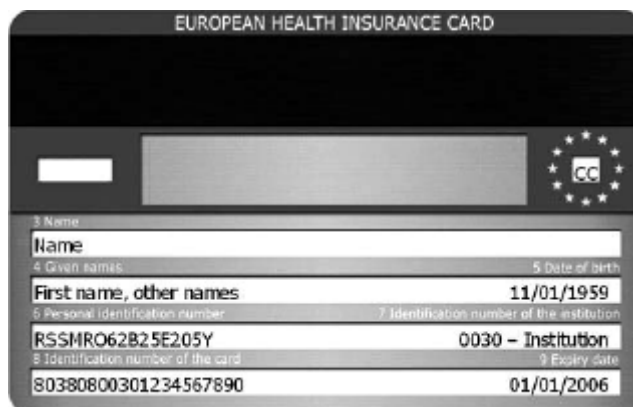 EUROPEAN HEALTH INSURANCE CARD
CC
3 Name
Name
4 Given names 5 Date of birth
First name, other names 11/01/1959
6 Personal identification number 7 Identification number of the institution
RSSMRO62B25E205Y 0030 – Institution
8 Identification number of the card 9 Expiry date
80380800301234567890 01/01/2006